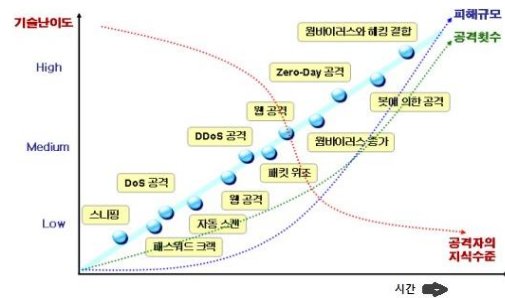 기술난이도
피해규모
공격횟수
웜바이러스와 해킹 결합
High
Zero-Day 공격
봇에 의한 공격
웹 공격
DDoS 공격
웜바이러스 증가
Medium
패킷 위조
DoS 공격
웹 공격
스니핑
자동 스캔
Low
패스워드 크랙
공격자의
지식수준
시간